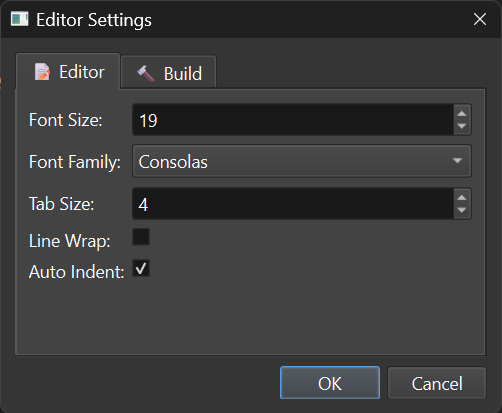 Editor Settings
Editor Build
Font Size: 19
Font Family: Consolas
Tab Size: 4
Line Wrap:
Auto Indent:
OK Cancel